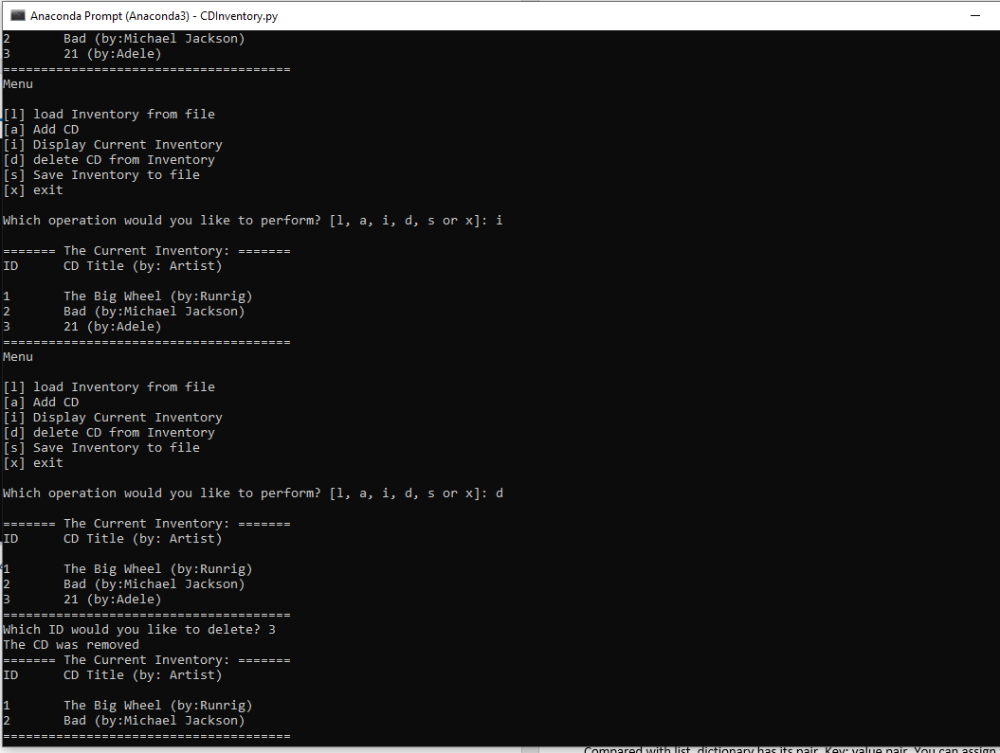 Anaconda Prompt (Anaconda3) - CDInventory.py
2       Bad (by:Michael Jackson)
3       21 (by:Adele)
======================================
Menu
[l] load Inventory from file
[a] Add CD
[i] Display Current Inventory
[d] delete CD from Inventory
[s] Save Inventory to file
[x] exit
Which operation would you like to perform? [l, a, i, d, s or x]: i
======= The Current Inventory: =======
ID      CD Title (by: Artist)
1       The Big Wheel (by:Runrig)
2       Bad (by:Michael Jackson)
3       21 (by:Adele)
======================================
Menu
[l] load Inventory from file
[a] Add CD
[i] Display Current Inventory
[d] delete CD from Inventory
[s] Save Inventory to file
[x] exit
Which operation would you like to perform? [l, a, i, d, s or x]: d
======= The Current Inventory: =======
ID      CD Title (by: Artist)
1       The Big Wheel (by:Runrig)
2       Bad (by:Michael Jackson)
3       21 (by:Adele)
======================================
Which ID would you like to delete? 3
The CD was removed
======= The Current Inventory: =======
ID      CD Title (by: Artist)
1       The Big Wheel (by:Runrig)
2       Bad (by:Michael Jackson)
======================================
Compared with list, dictionary has its pair. Key: value pair. You can assign